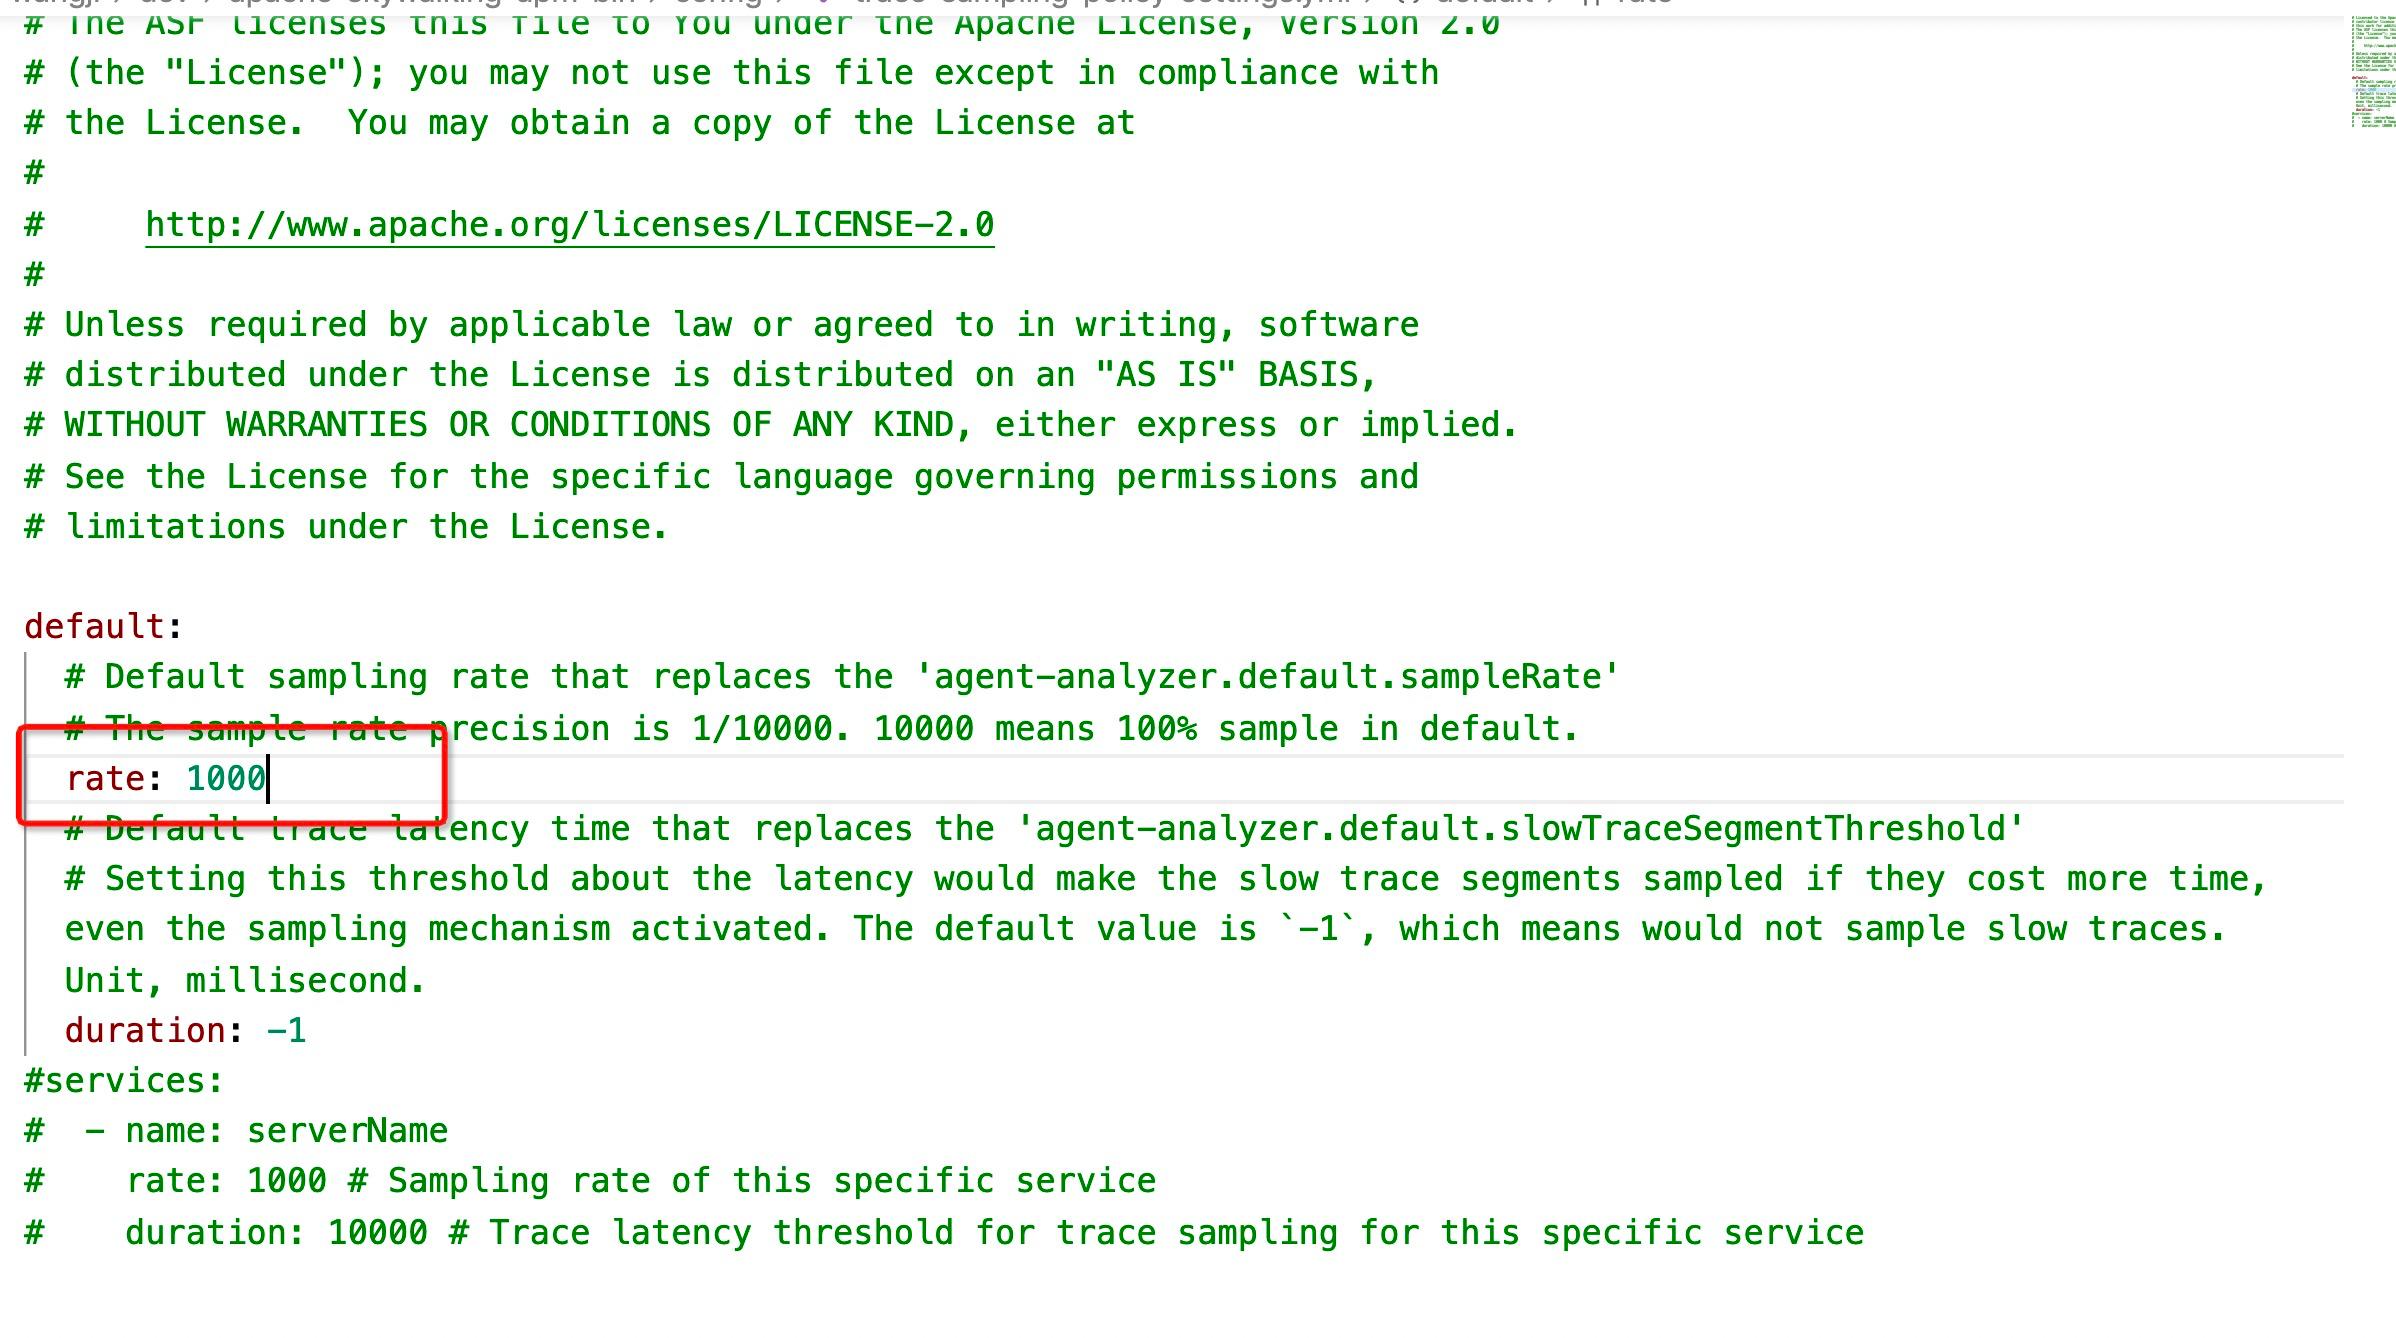 # The ASF licenses this file to You under the Apache License, Version 2.0
# (the "License"); you may not use this file except in compliance with
# the License.  You may obtain a copy of the License at
#
#     http://www.apache.org/licenses/LICENSE-2.0
#
# Unless required by applicable law or agreed to in writing, software
# distributed under the License is distributed on an "AS IS" BASIS,
# WITHOUT WARRANTIES OR CONDITIONS OF ANY KIND, either express or implied.
# See the License for the specific language governing permissions and
# limitations under the License.
default:
  # Default sampling rate that replaces the 'agent-analyzer.default.sampleRate'
  # The sample rate precision is 1/10000. 10000 means 100% sample in default.
  rate: 1000
  # Default trace latency time that replaces the 'agent-analyzer.default.slowTraceSegmentThreshold'
  # Setting this threshold about the latency would make the slow trace segments sampled if they cost more time,
  even the sampling mechanism activated. The default value is `-1`, which means would not sample slow traces.
  Unit, millisecond.
  duration: -1
#services:
#  - name: serverName
#    rate: 1000 # Sampling rate of this specific service
#    duration: 10000 # Trace latency threshold for trace sampling for this specific service